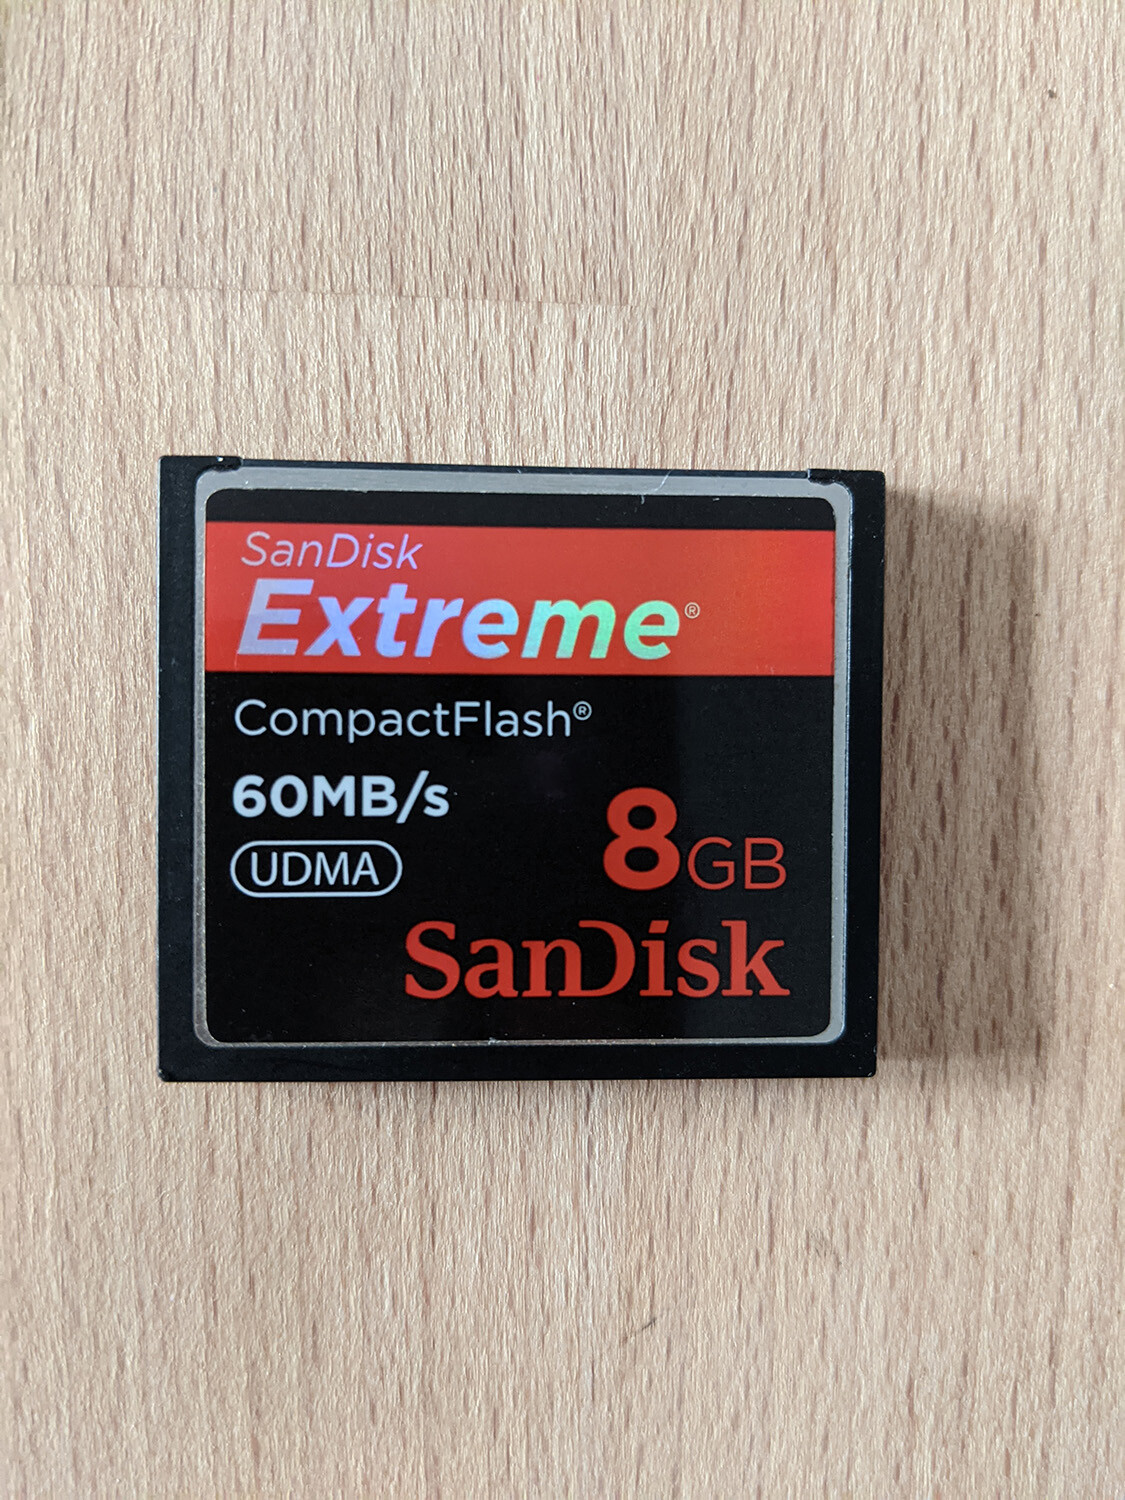 SanDisk
Extreme®
CompactFlash®
60MB/s
UDMA
8GB
SanDisk